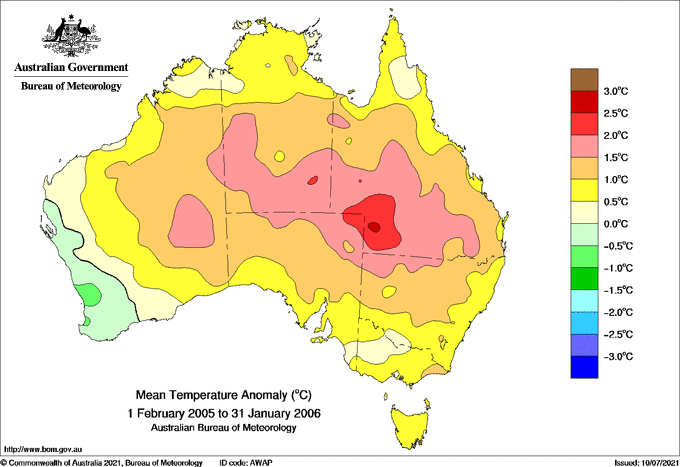 Australian Government
Bureau of Meteorology
3.0°C
2.5°C
2.0°C
1.5°C
1.0°C
0.5°C
0.0°C
-0.5°C
-1.0°C
-1.5°C
-2.0°C
-2.5°C
-3.0°C
Mean Temperature Anomaly (°C)
1 February 2005 to 31 January 2006
Australian Bureau of Meteorology
http://www.bom.gov.au
© Commonwealth of Australia 2021, Bureau of Meteorology ID code: AWAP Issued: 10/07/2021